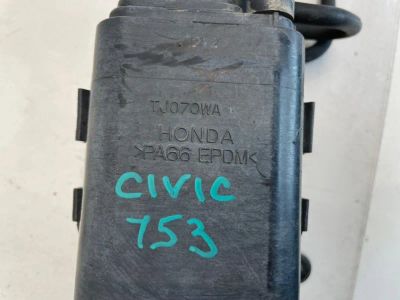 TJ070WA
HONDA
>PA66 EPDM<
CIVIC
753